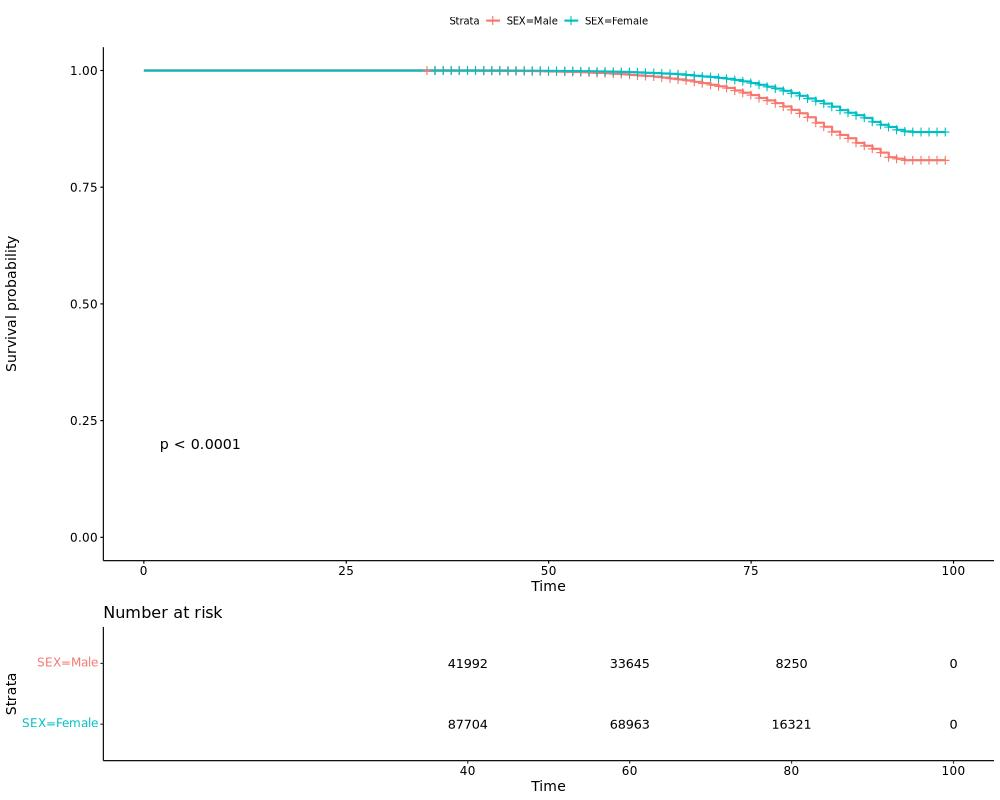 Strata SEX=Male SEX=Female
1.00
0.75
0.50
0.25
0.00
Survival probability
p < 0.0001
0 25 50 75 100
Time
Number at risk
Strata
SEX=Male 41992 33645 8250 0
SEX=Female 87704 68963 16321 0
40 60 80 100
Time